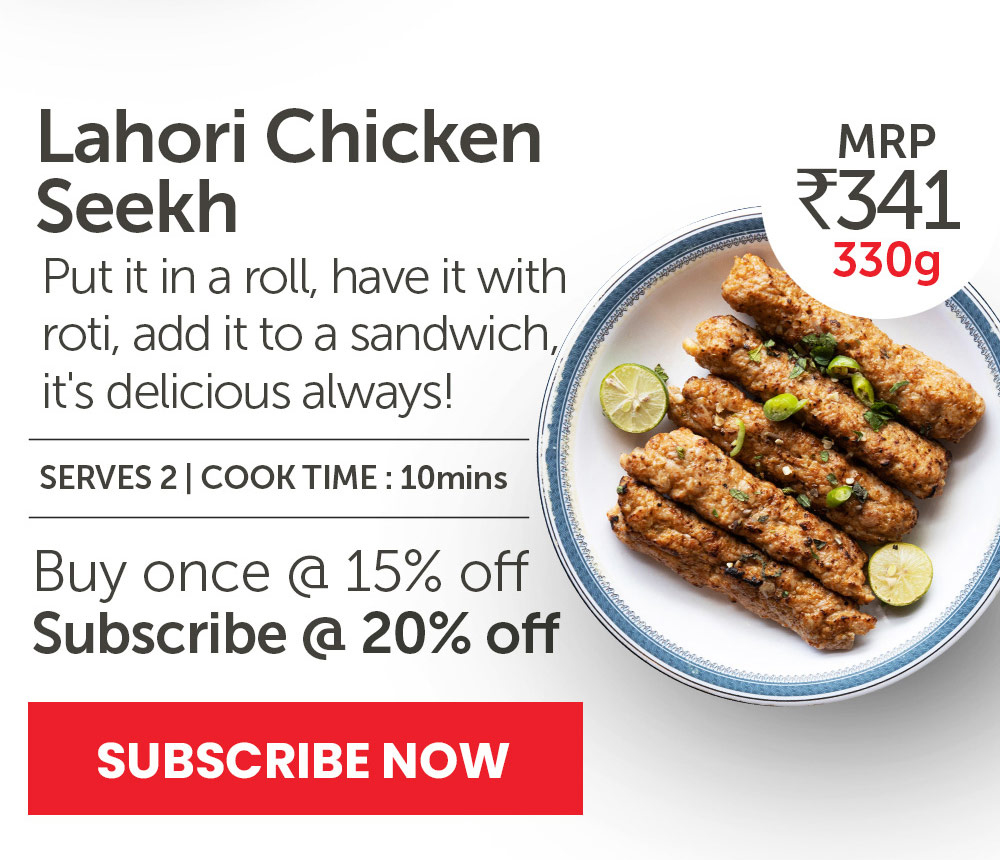 Lahori Chicken
Seekh
MRP
₹341
330g
Put it in a roll, have it with
roti, add it to a sandwich,
it's delicious always!
SERVES 2 | COOK TIME : 10mins
Buy once @ 15% off
Subscribe @ 20% off
SUBSCRIBE NOW